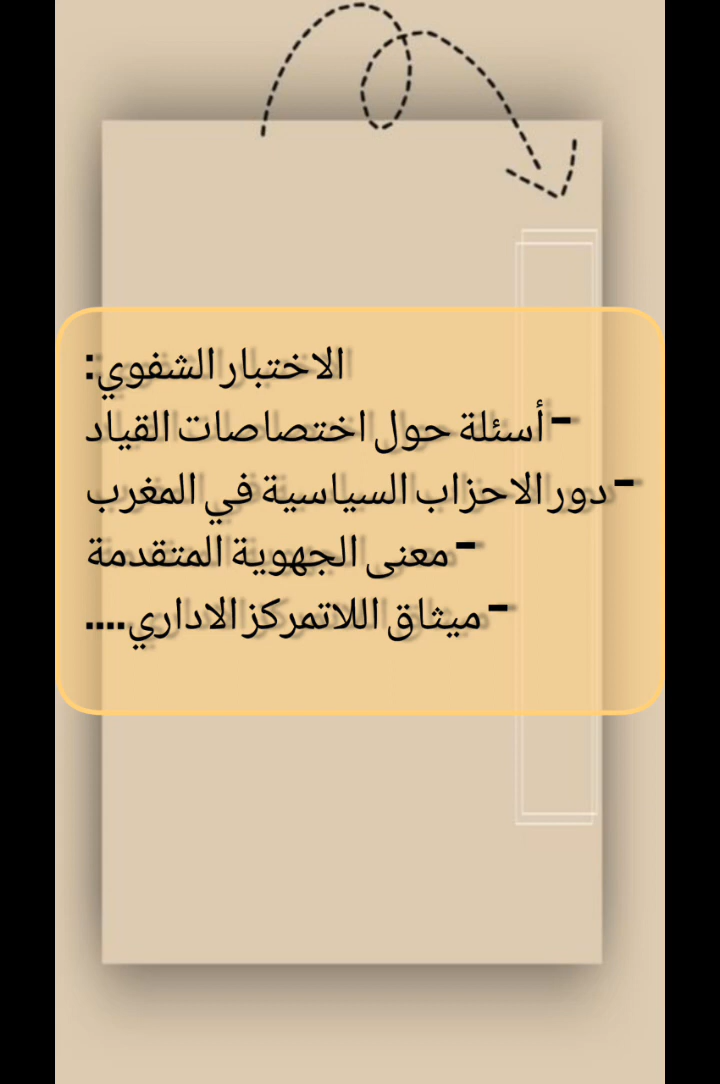 الاختبار الشفوي:
-أسئلة حول اختصاصات القياد
-دور الاحزاب السياسية في المغرب
-معنى الجهوية المتقدمة
-ميثاق اللاتمركز الاداري....